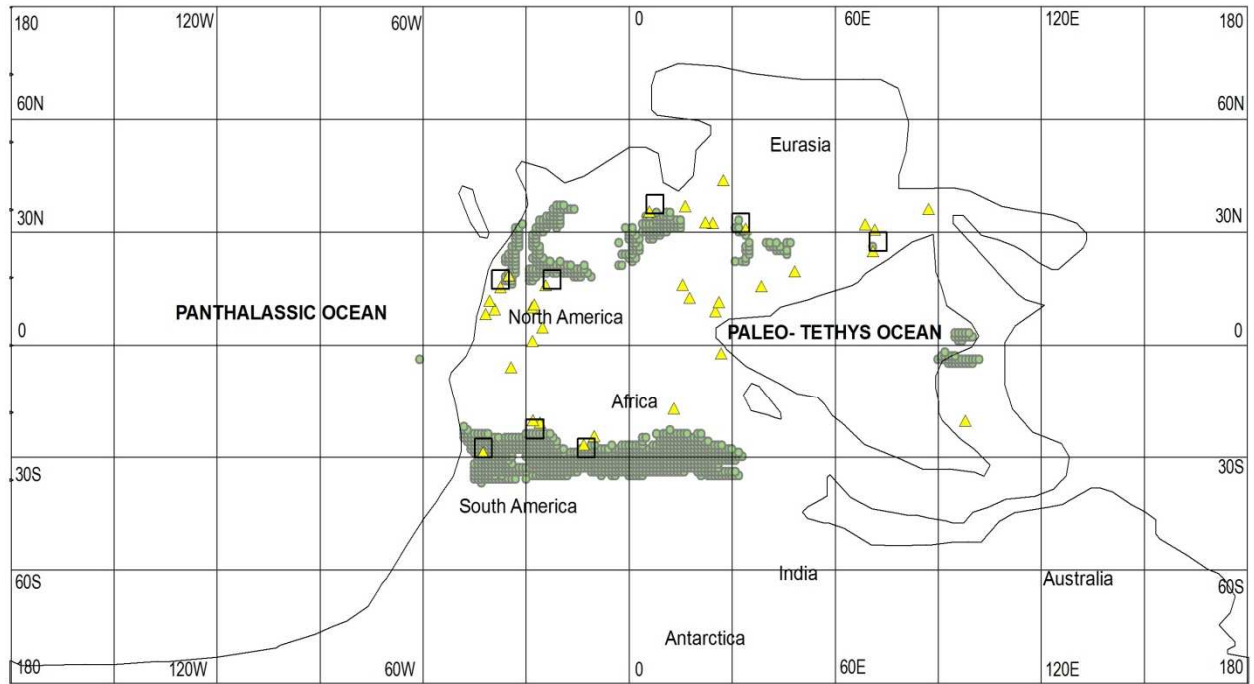 180 120W 60W 0 60E 120E 180
60N 60N
Eurasia
30N 30N
PANTHALASSIC OCEAN North America
0 PALEO- TETHYS OCEAN 0
Africa
30S 30S
South America
60S India Australia 60S
Antarctica
180 120W 60W 0 60E 120E 180